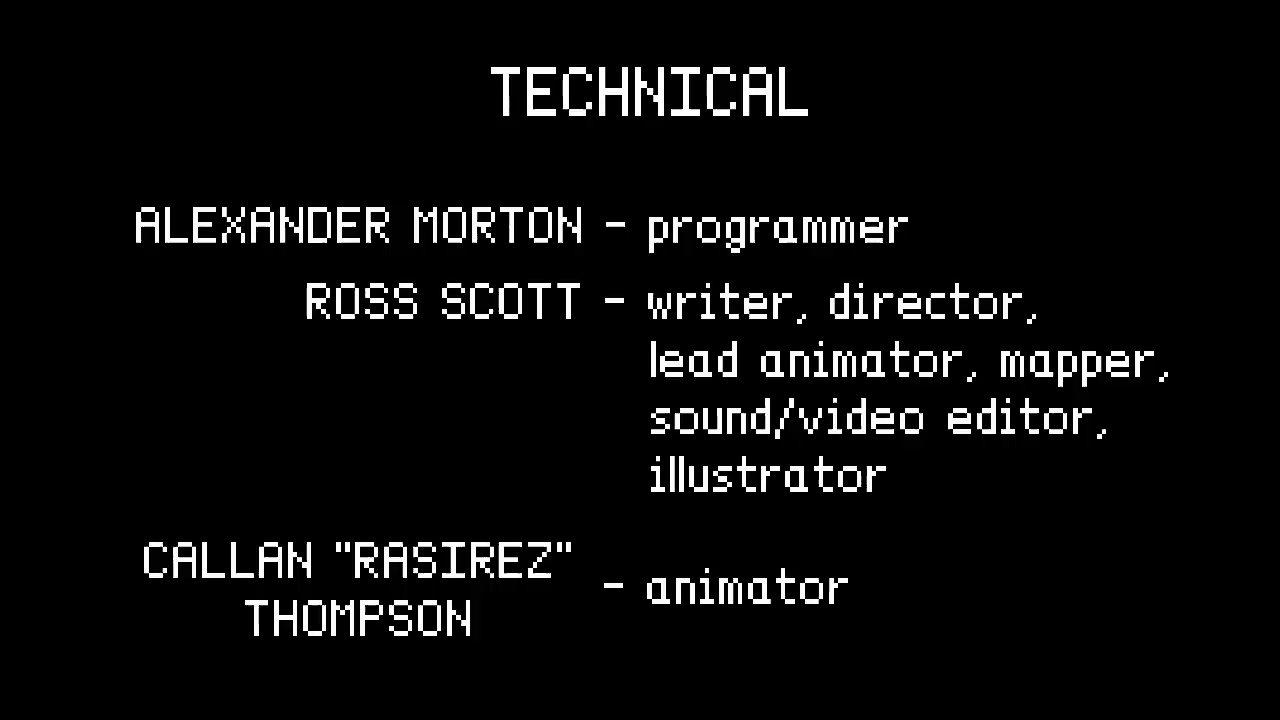 TECHNICAL
ALEXANDER MORTON - programmer
ROSS SCOTT - writer, director,
lead animator, mapper,
sound/video editor,
illustrator
CALLAN "RASIREZ"
THOMPSON
- animator